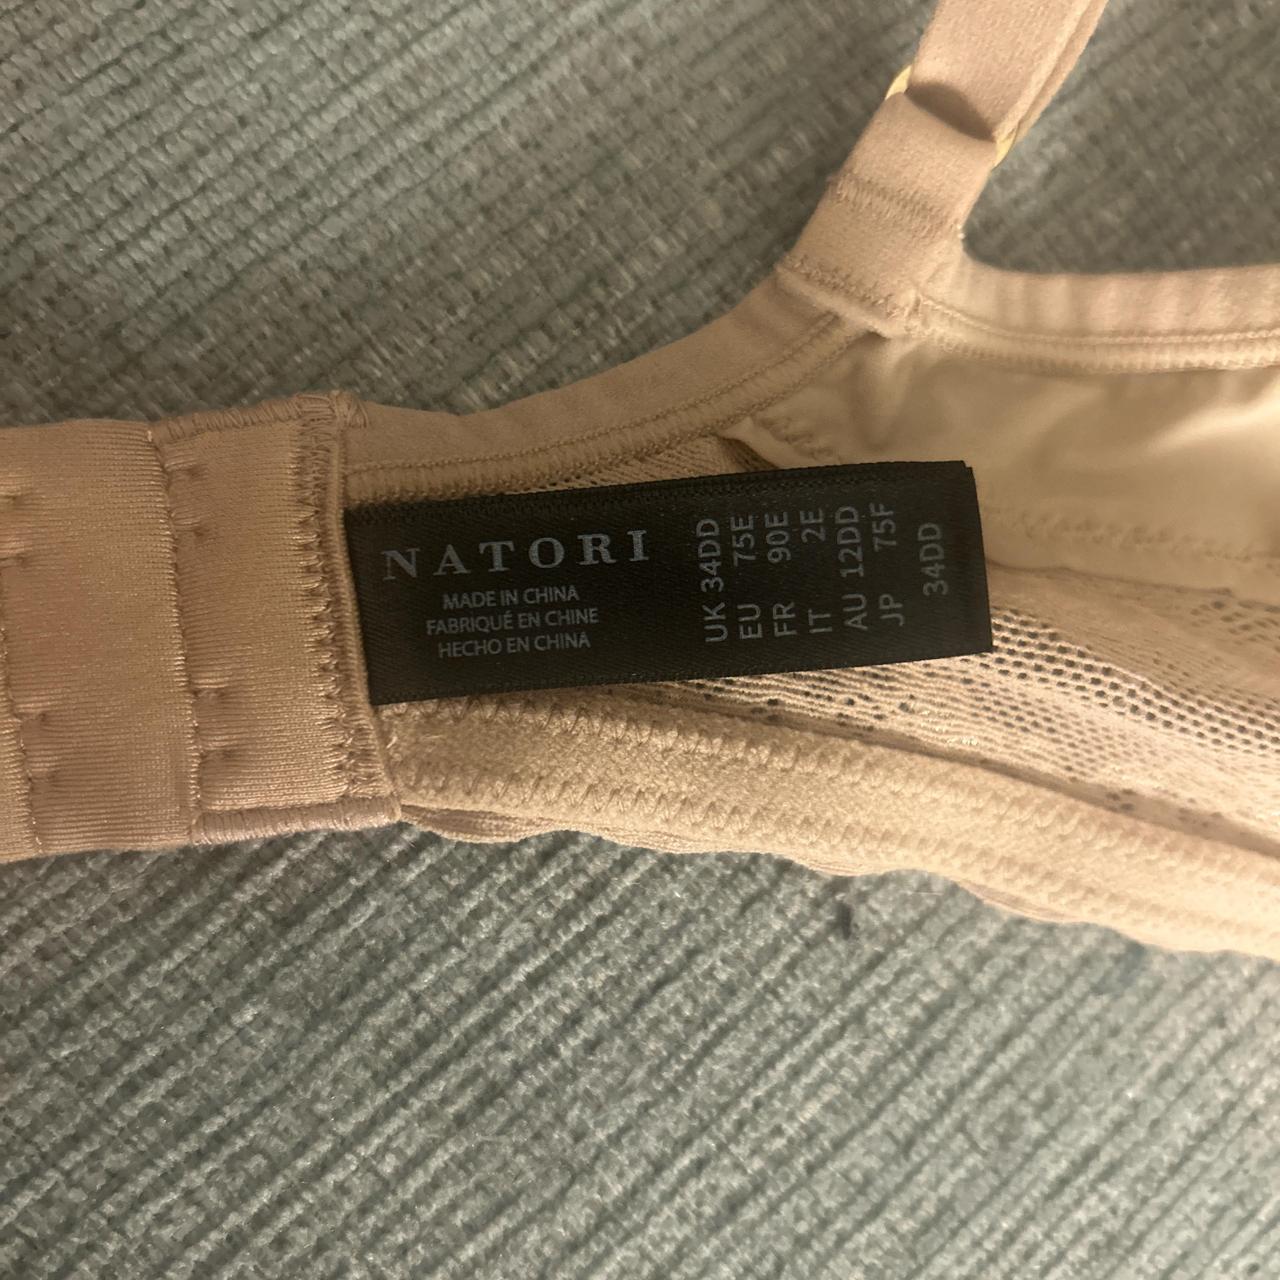 NATORI
MADE IN CHINA
FABRIQUÉ EN CHINE
HECHO EN CHINA
UK 34DD
EU 75E
FR 90E
IT 2E
AU 12DD
JP 75F
34DD